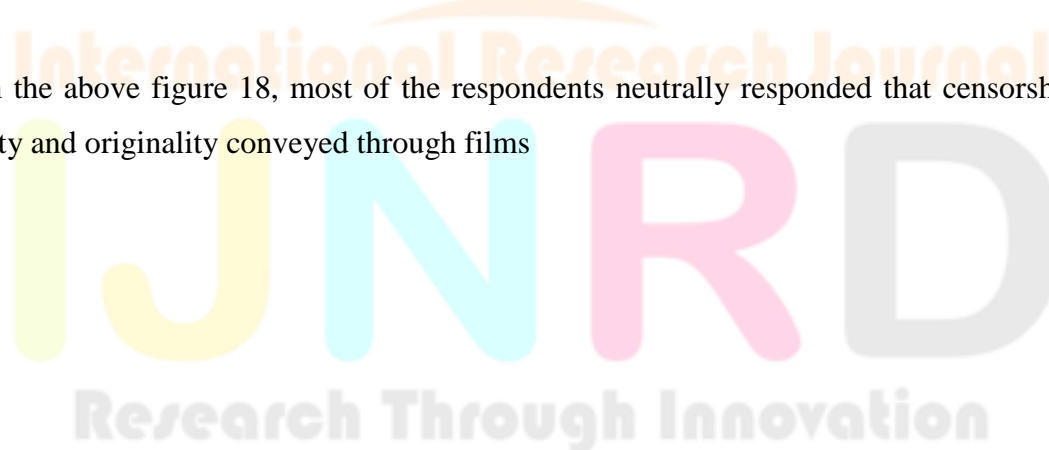 International Research Journal
the above figure 18, most of the respondents neutrally responded that censorsh
ty and originality conveyed through films
IJNRD
Research Through Innovation